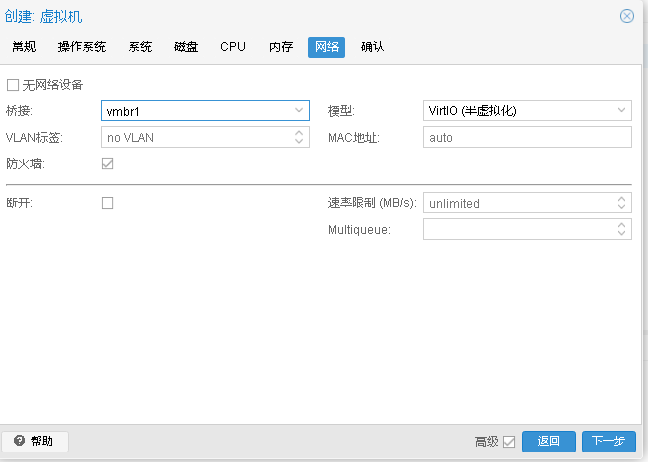 创建: 虚拟机
常规 操作系统 系统 磁盘 CPU 内存 网络 确认
无网络设备
桥接: vmbr1 模型: VirtIO (半虚拟化)
VLAN标签: no VLAN MAC地址: auto
防火墙:
断开: 速率限制 (MB/s): unlimited
Multiqueue:
帮助 高级 返回 下一步